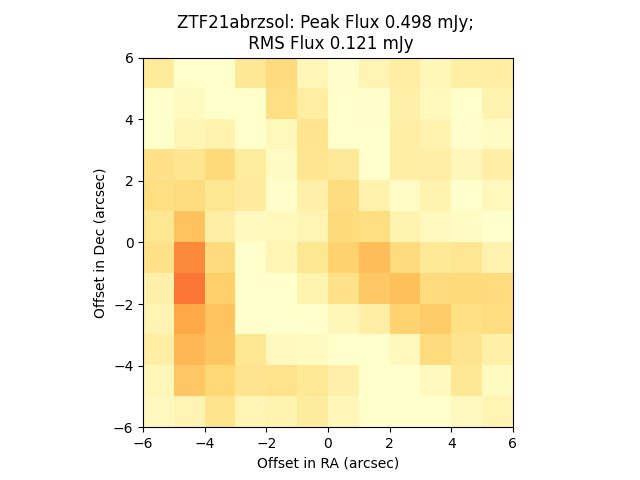 ZTF21abrzsol: Peak Flux 0.498 mJy;
RMS Flux 0.121 mJy
6
4
2
0
−2
−4
−6
Offset in Dec (arcsec)
−6 −4 −2 0 2 4 6
Offset in RA (arcsec)